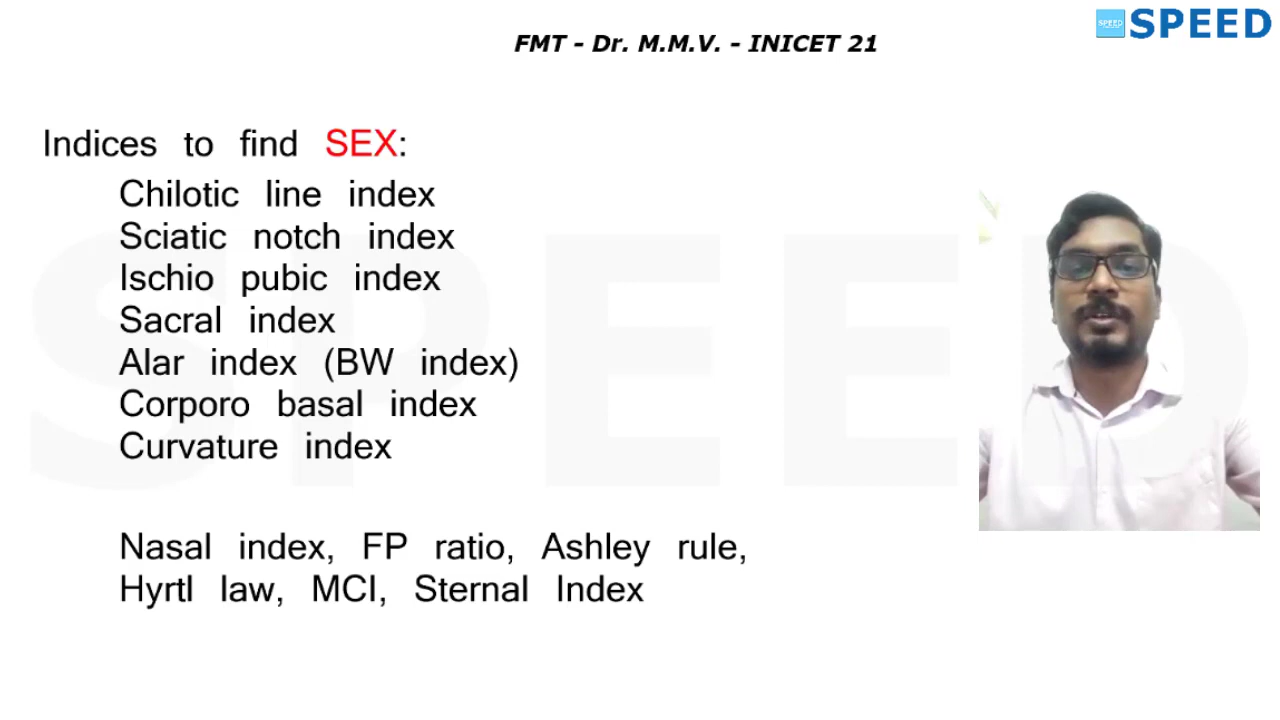 SPEED SPEED
FMT - Dr. M.M.V. - INICET 21
Indices to find SEX:
Chilotic line index
Sciatic notch index
Ischio pubic index
Sacral index
Alar index (BW index)
Corporo basal index
Curvature index
Nasal index, FP ratio, Ashley rule,
Hyrtl law, MCI, Sternal Index
SPEED